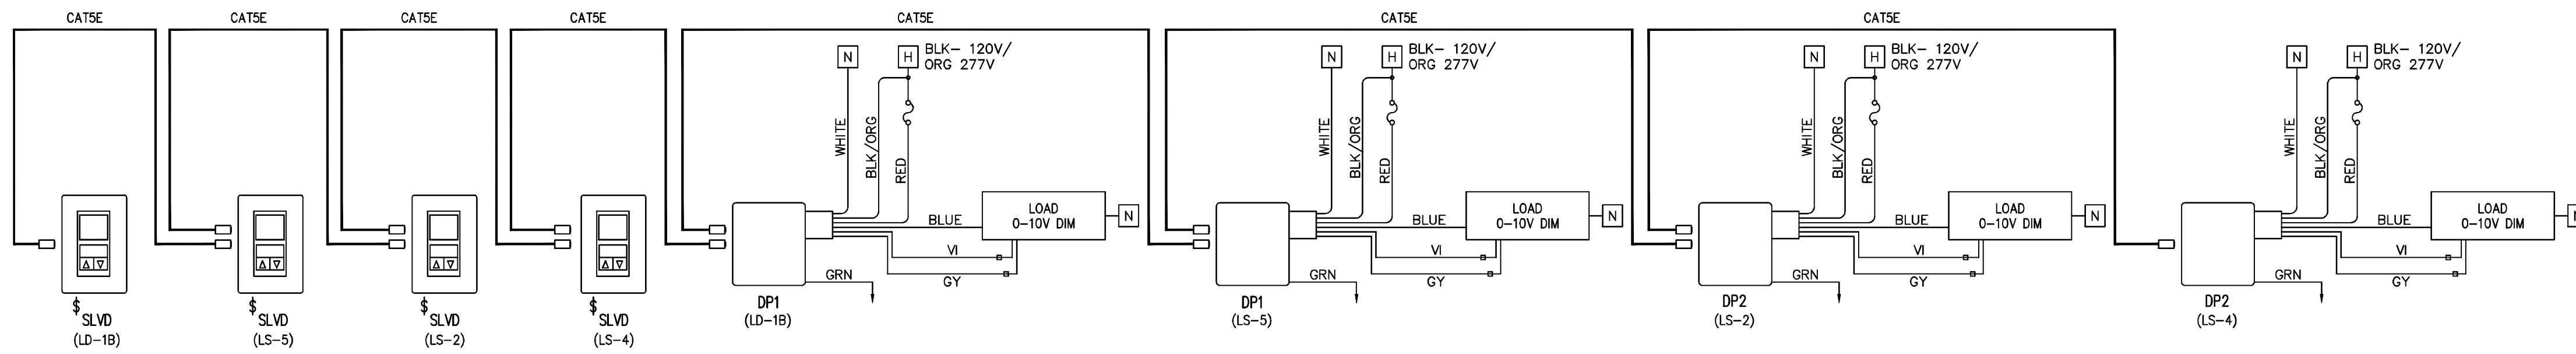 CAT5E
CAT5E
CAT5E
CAT5E
CAT5E
CAT5E
CAT5E
$
SLVD
(LD-1B)
$
SLVD
(LS-5)
$
SLVD
(LS-2)
$
SLVD
(LS-4)
N
H
BLK- 120V/
ORG 277V
WHITE
BLK/ORG
RED
BLUE
LOAD
0-10V DIM
N
VI
GY
GRN
DP1
(LD-1B)
N
H
BLK- 120V/
ORG 277V
WHITE
BLK/ORG
RED
BLUE
LOAD
0-10V DIM
N
VI
GY
GRN
DP1
(LS-5)
N
H
BLK- 120V/
ORG 277V
WHITE
BLK/ORG
RED
BLUE
LOAD
0-10V DIM
N
VI
GY
GRN
DP2
(LS-2)
N
H
BLK- 120V/
ORG 277V
WHITE
BLK/ORG
RED
BLUE
LOAD
0-10V DIM
VI
GY
GRN
DP2
(LS-4)